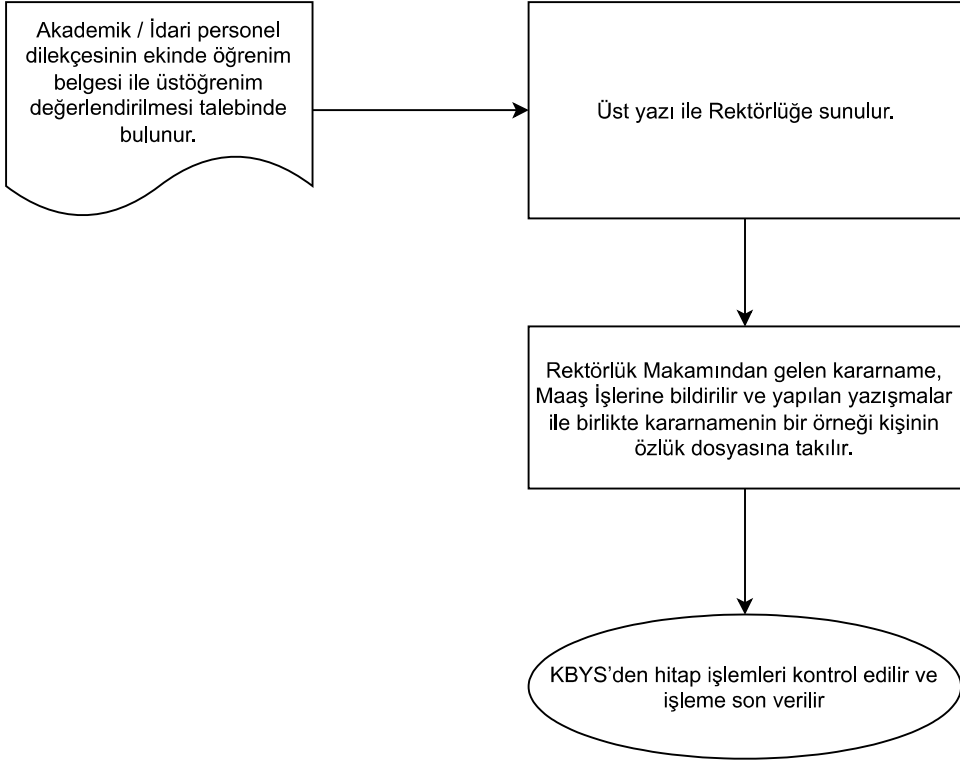 Akademik / İdari personel
dilekçesinin ekinde öğrenim
belgesi ile üstöğrenim
değerlendirilmesi talebinde
bulunur.
Üst yazı ile Rektörlüğe sunulur.
Rektörlük Makamından gelen kararname,
Maaş İşlerine bildirilir ve yapılan yazışmalar
ile birlikte kararnamenin bir örneği kişinin
özlük dosyasına takılır.
KBYS'den hitap işlemleri kontrol edilir ve
işleme son verilir